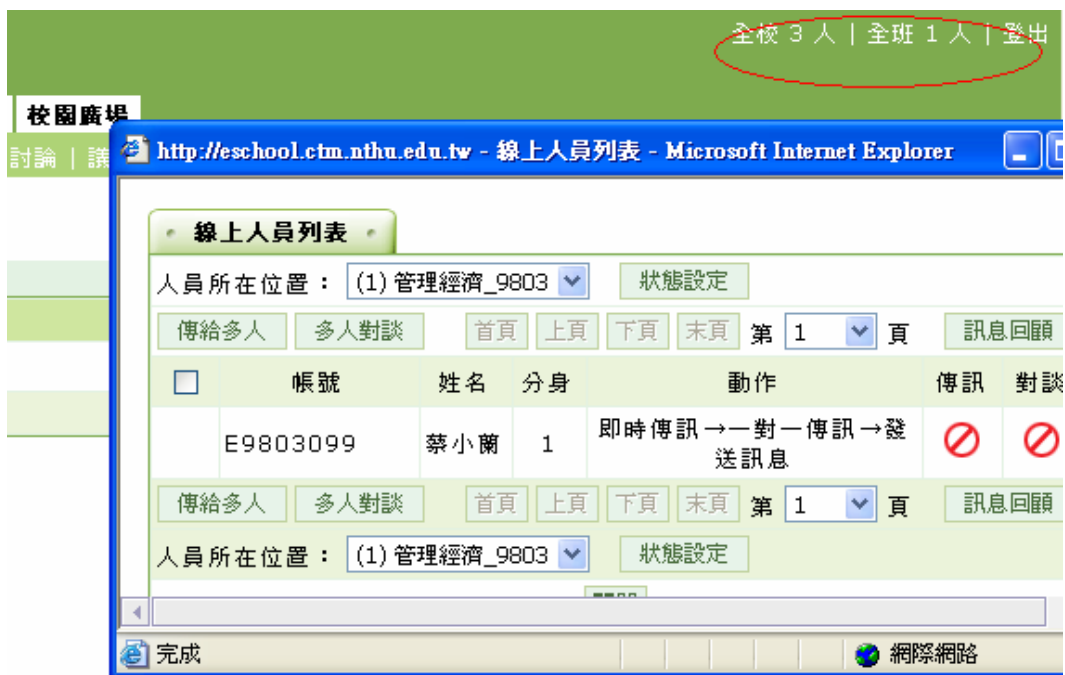 全校 3 人 | 全班 1 人 | 登出
校園廣場
討論 | 議
http://eschool.ctm.nthu.edu.tw - 線上人員列表 - Microsoft Internet Explorer
線上人員列表
人員所在位置： (1) 管理經濟_9803 狀態設定
傳給多人 多人對談 首頁 上頁 下頁 末頁 第 1 頁 訊息回顧
帳號 姓名 分身 動作 傳訊 對談
E9803099 蔡小蘭 1 即時傳訊→一對一傳訊→發
送訊息
傳給多人 多人對談 首頁 上頁 下頁 末頁 第 1 頁 訊息回顧
人員所在位置： (1) 管理經濟_9803 狀態設定
完成 網際網路